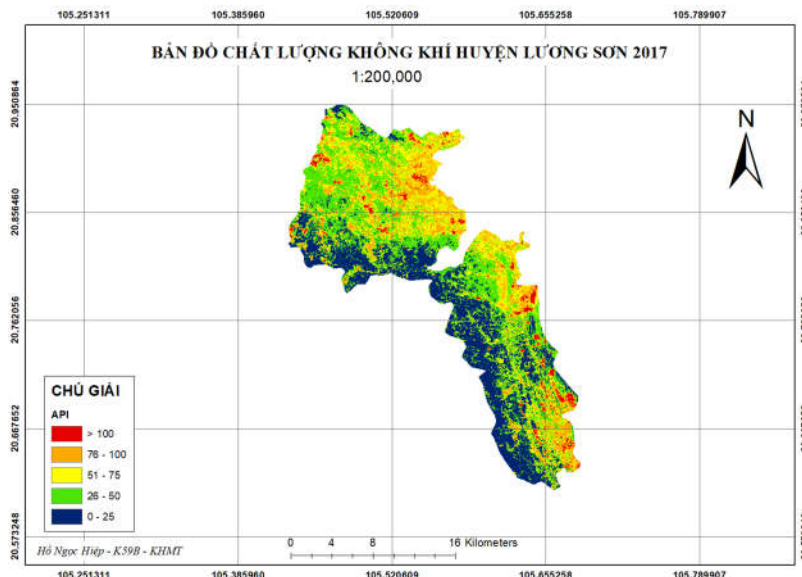 105.251311 105.385960 105.520609 105.655258 105.789907
BẢN ĐỒ CHẤT LƯỢNG KHÔNG KHÍ HUYỆN LƯƠNG SƠN 2017
1:200,000
N
20.950864
20.856460
20.762056
20.667652
20.573248
CHÚ GIẢI
API
> 100
76 - 100
51 - 75
26 - 50
0 - 25
Hồ Ngọc Hiệp - K59B - KHMT
0 4 8 16 Kilometers
105.251311 105.385960 105.520609 105.655258 105.789907